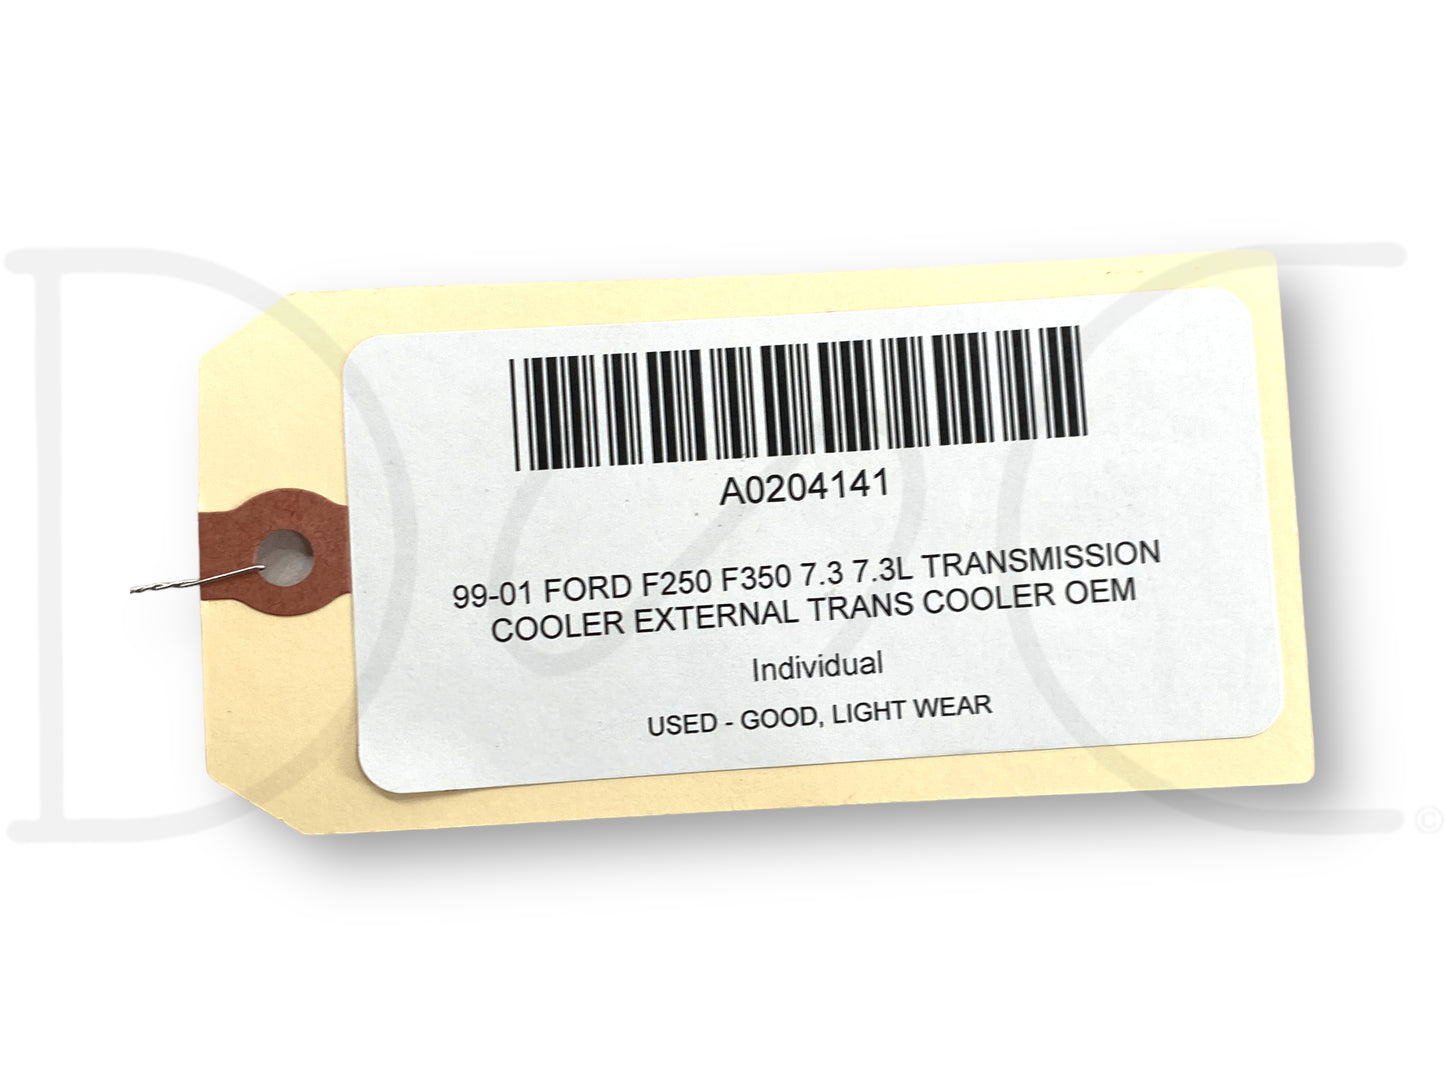 A0204141
99-01 FORD F250 F350 7.3 7.3L TRANSMISSION
COOLER EXTERNAL TRANS COOLER OEM
Individual
USED - GOOD, LIGHT WEAR
D C
©